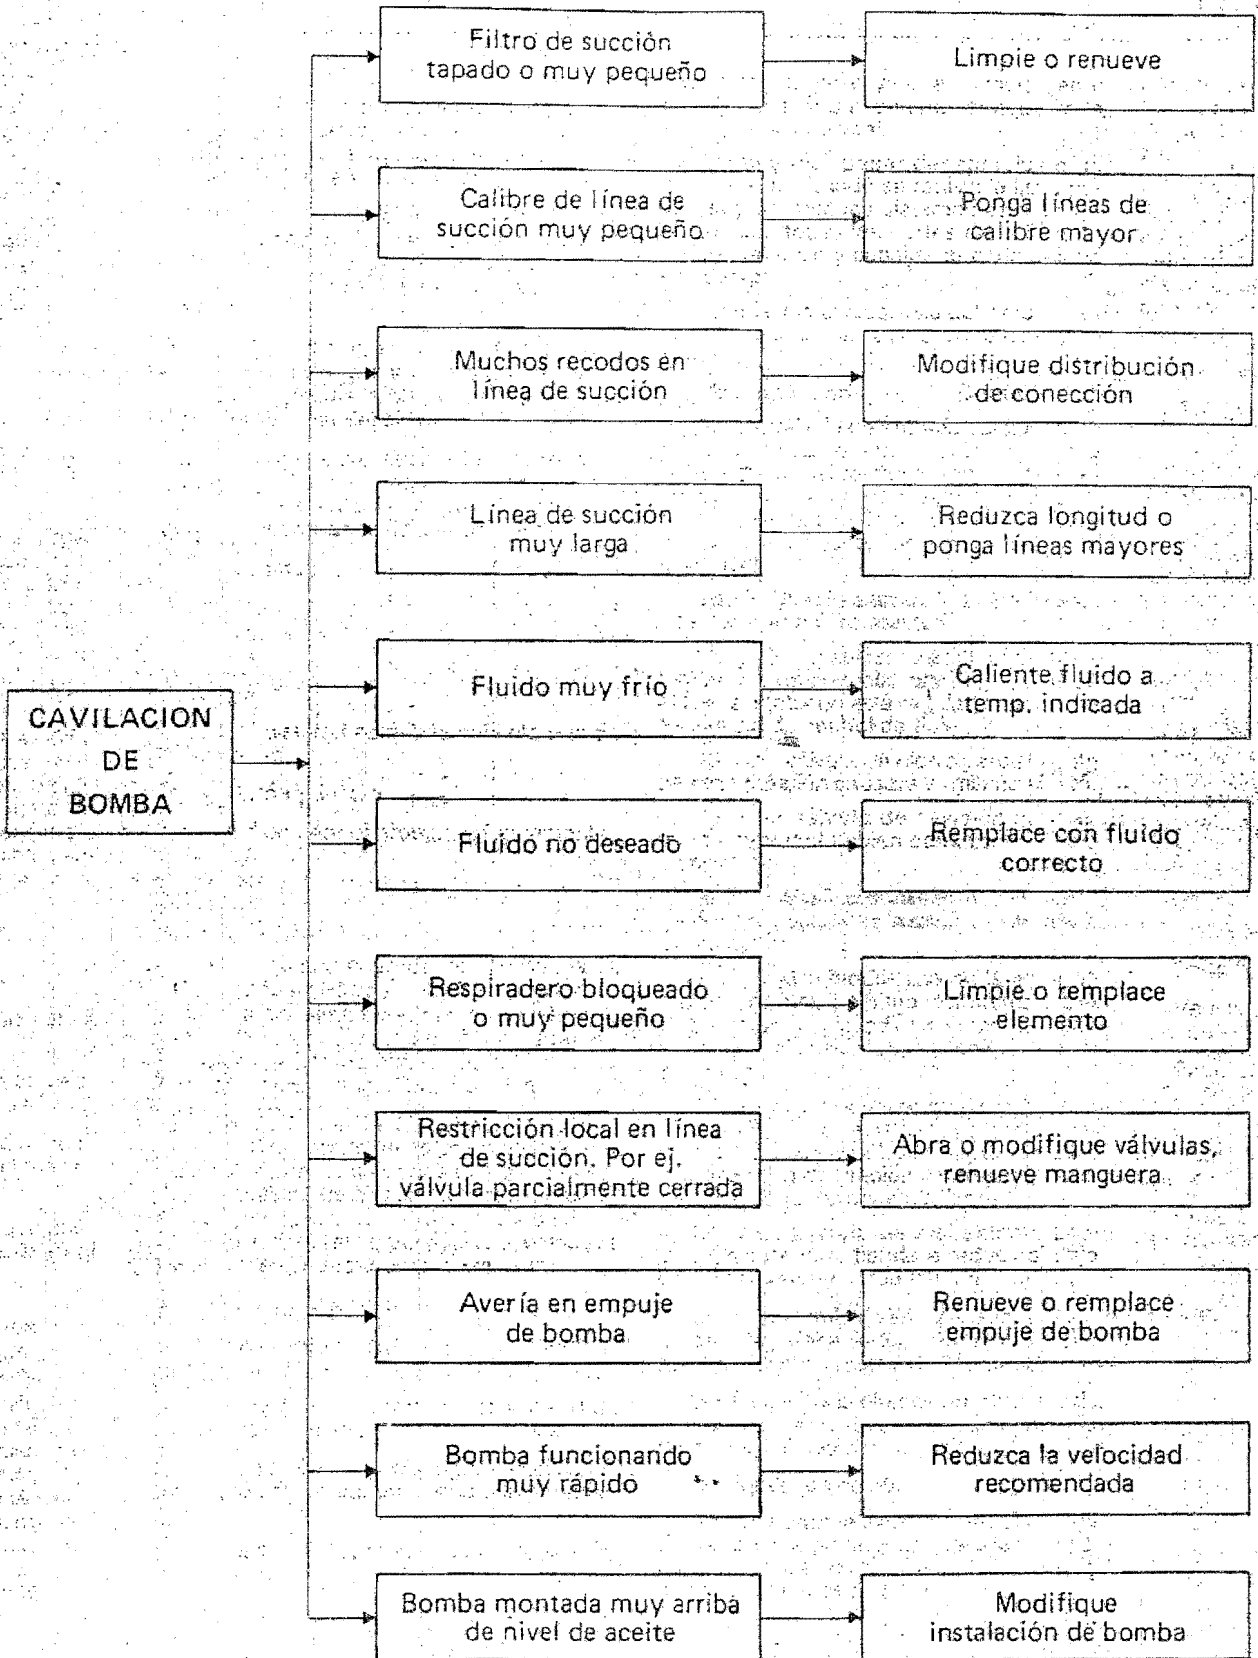 Filtro de succión
tapado o muy pequeño
Limpie o renueve
Calibre de línea de
succión muy pequeño
Ponga líneas de
calibre mayor
Muchos recodos en
línea de succión
Modifique distribución
de conección
Línea de succión
muy larga
Reduzca longitud o
ponga líneas mayores
Fluido muy frío
Caliente fluido a
temp. indicada
CAVILACION
DE
BOMBA
Fluido no deseado
Remplace con fluido
correcto
Respiradero bloqueado
o muy pequeño
Limpie o remplace
elemento
Restricción local en línea
de succión. Por ej.
válvula parcialmente cerrada
Abra o modifique válvulas,
renueve manguera
Avería en empuje
de bomba
Renueve o remplace
empuje de bomba
Bomba funcionando
muy rápido
Reduzca la velocidad
recomendada
Bomba montada muy arriba
de nivel de aceite
Modifique
instalación de bomba